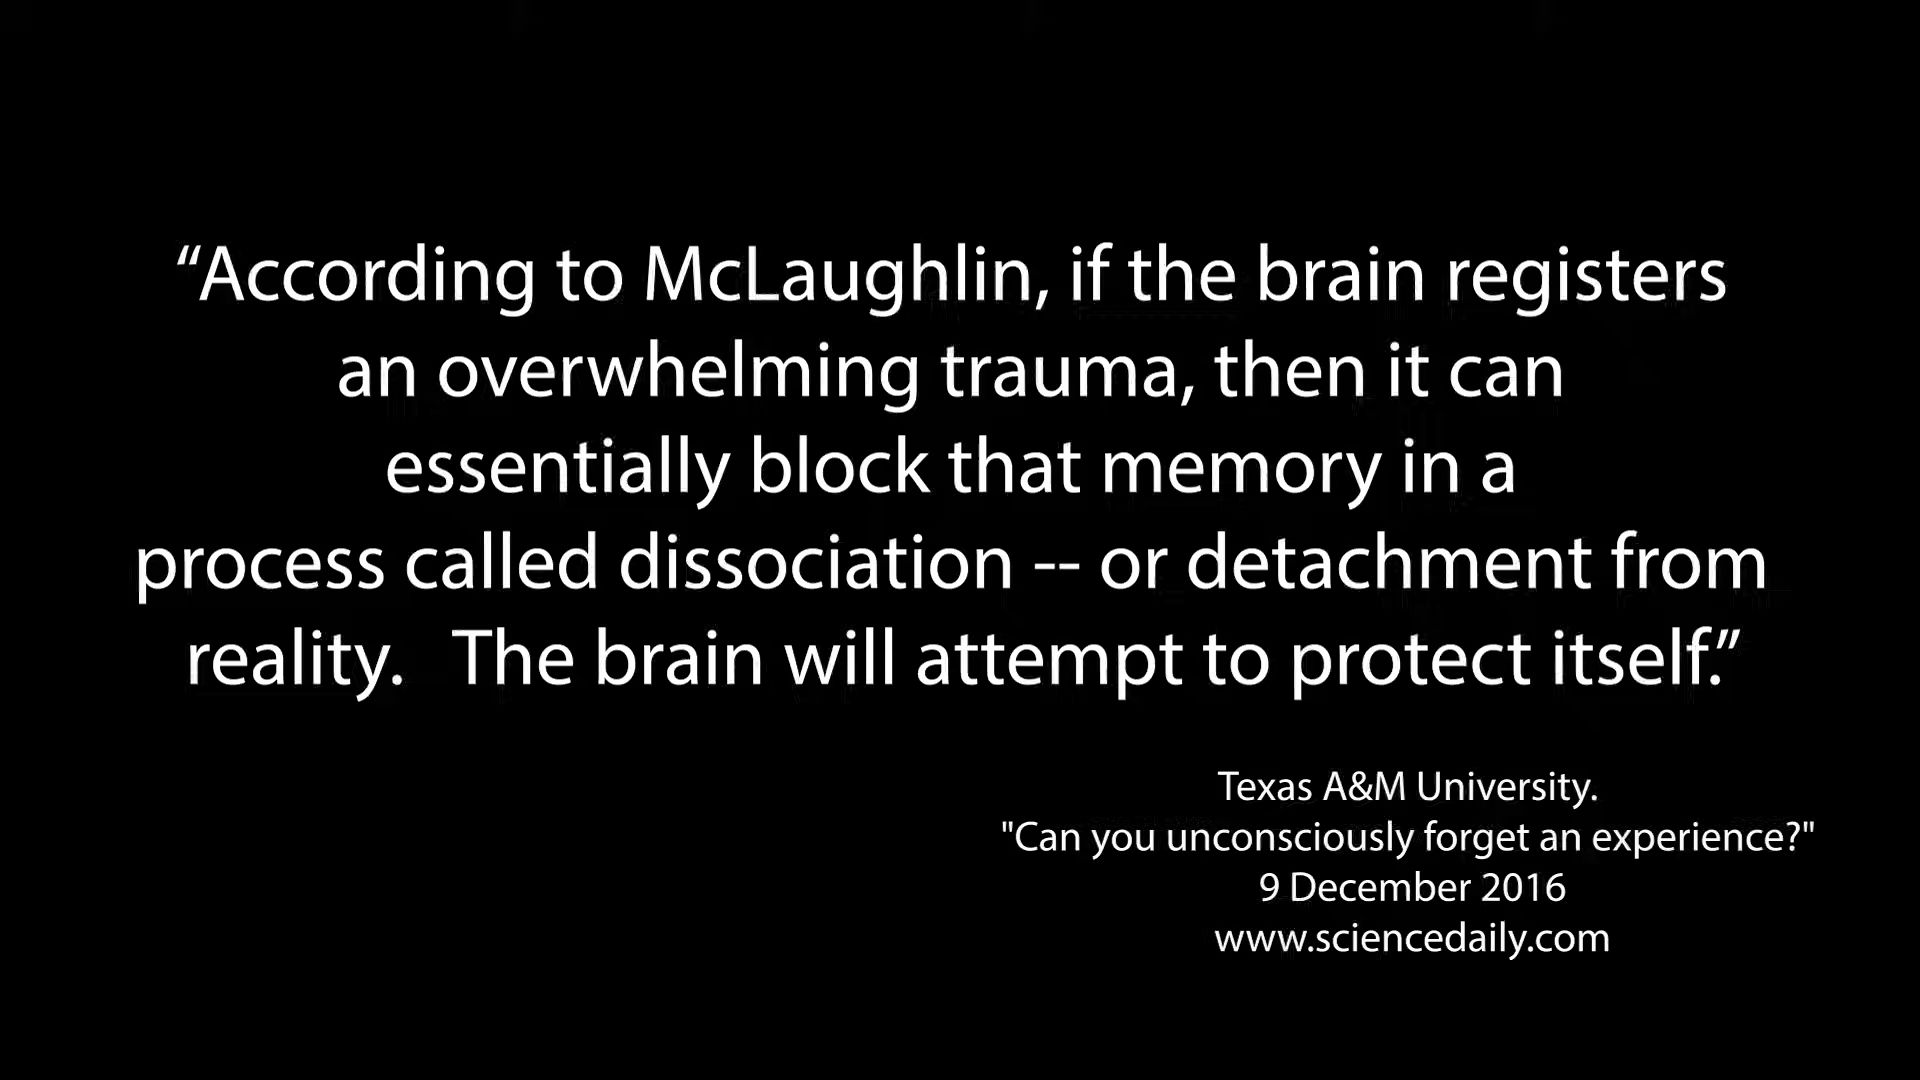 “According to McLaughlin, if the brain registers
an overwhelming trauma, then it can
essentially block that memory in a
process called dissociation -- or detachment from
reality.   The brain will attempt to protect itself.”
Texas A&M University.
"Can you unconsciously forget an experience?"
9 December 2016
www.sciencedaily.com